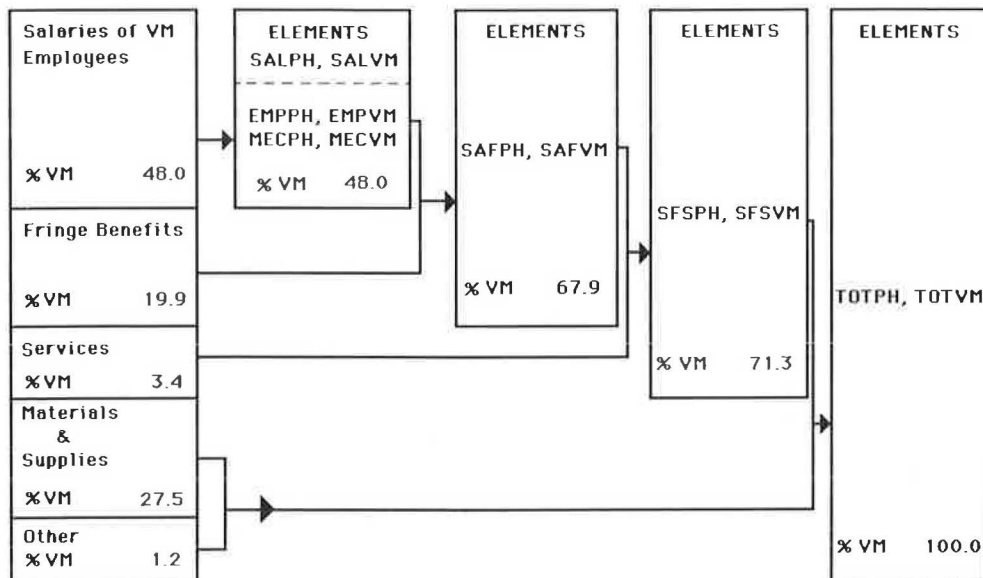 Salaries of VM
Employees
% VM 48.0
Fringe Benefits
% VM 19.9
Services
% VM 3.4
Materials
&
Supplies
% VM 27.5
Other
% VM 1.2
ELEMENTS
SALPH, SALVM
EMPPH, EMPVM
MECPH, MECVM
% VM 48.0
ELEMENTS
SAFPH, SAFVM
% VM 67.9
ELEMENTS
SFSPH, SFSVM
% VM 71.3
ELEMENTS
TOTPH, TOTVM
% VM 100.0